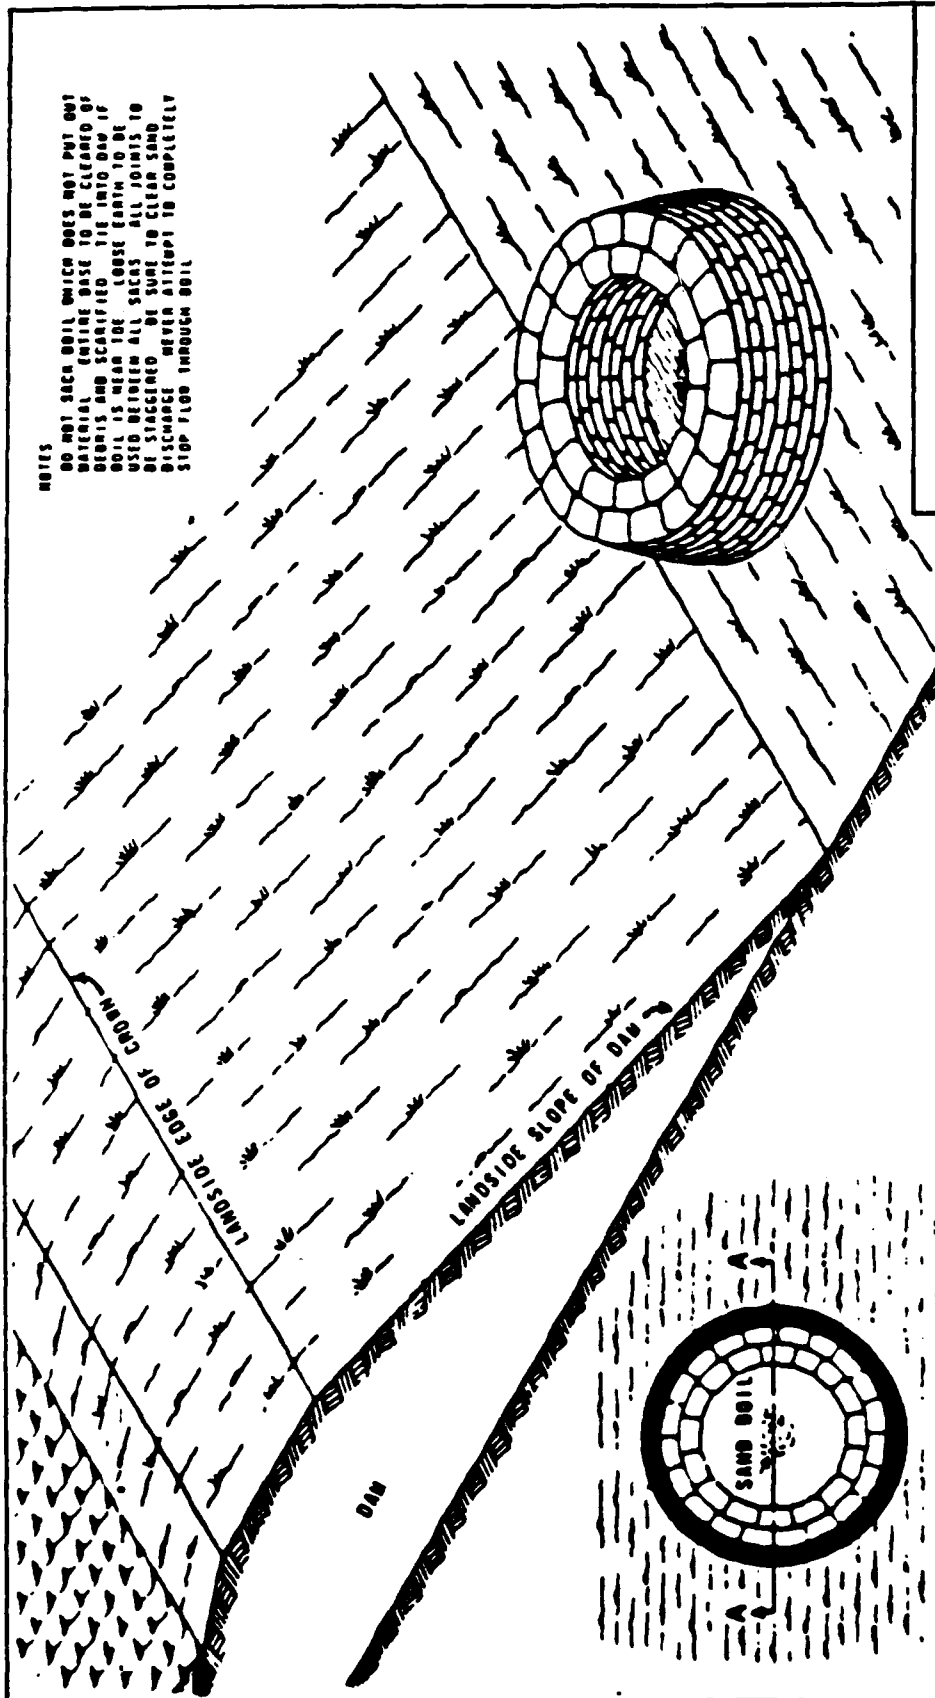 NOTES
DO NOT SACK BOIL WHICH DOES NOT PUT OUT
MATERIAL ENTIRE BASE TO BE CLEARED OF
DEBRIS AND SCARIFIED TIE INTO DAM IF
BOIL IS NEAR TOE LOOSE EARTH TO BE
USED BETWEEN ALL SACKS ALL JOINTS TO
BE STAGGERED BE SURE TO CLEAR SAND
DISCHARGE NEVER ATTEMPT TO COMPLETELY
STOP FLOW THROUGH BOIL
LANDSIDE EDGE OF CROWN
LANDSIDE SLOPE OF DAM
DAM
SAND BOIL
A
A